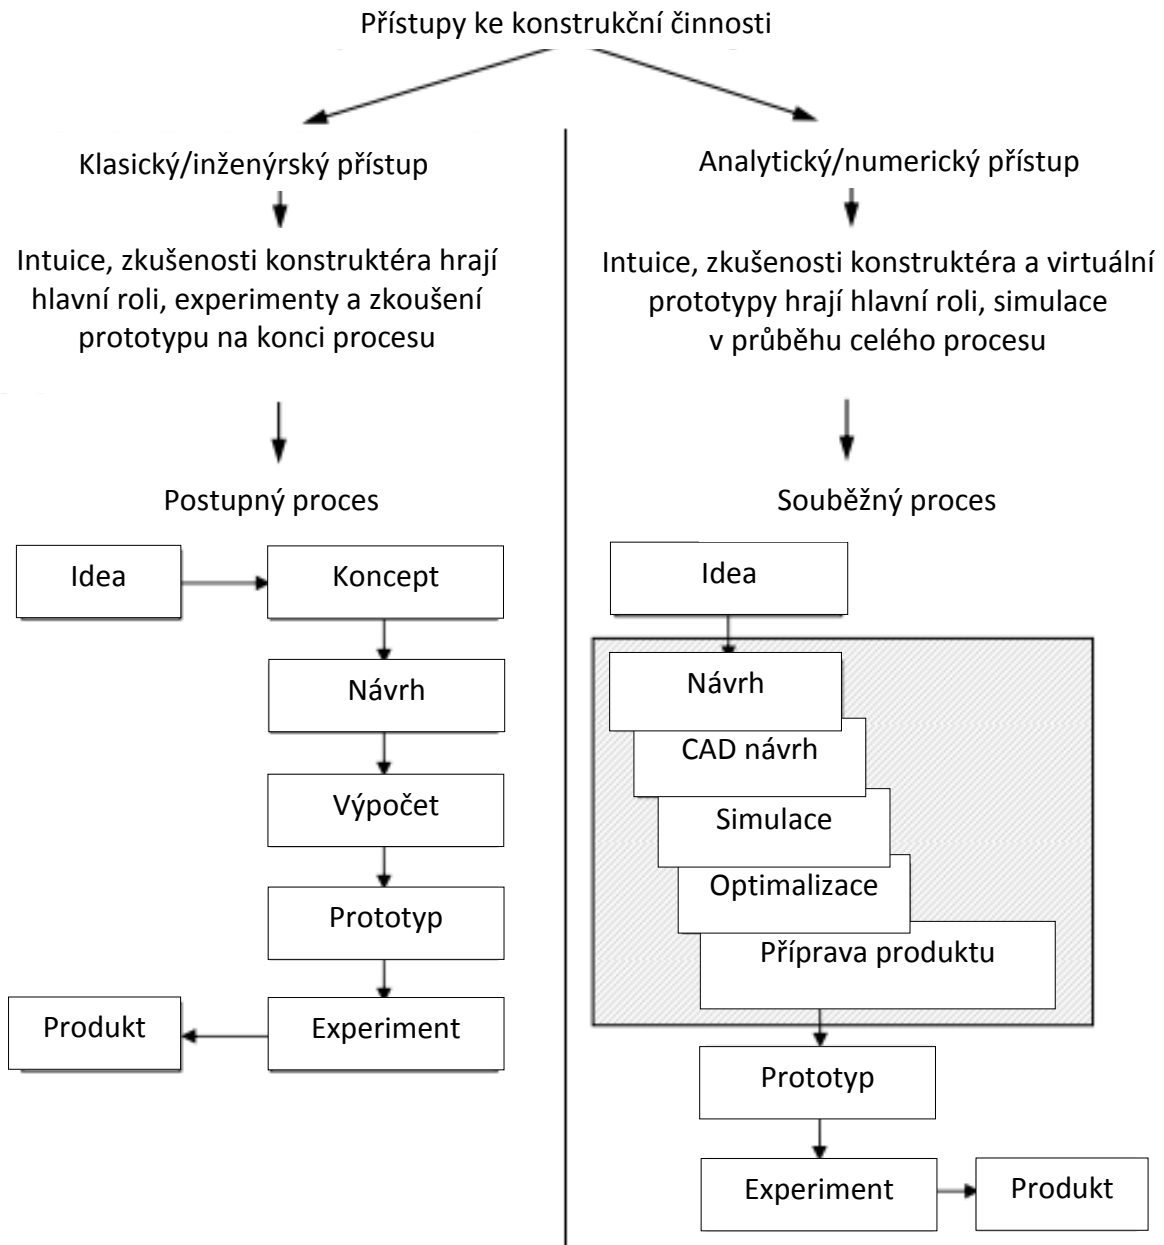 Přístupy ke konstrukční činnosti
Klasický/inženýrský přístup
Intuice, zkušenosti konstruktéra hrají
hlavní roli, experimenty a zkoušení
prototypu na konci procesu
Postupný proces
Idea
Koncept
Návrh
Výpočet
Prototyp
Experiment
Produkt
Analytický/numerický přístup
Intuice, zkušenosti konstruktéra a virtuální
prototypy hrají hlavní roli, simulace
v průběhu celého procesu
Souběžný proces
Idea
Návrh
CAD návrh
Simulace
Optimalizace
Příprava produktu
Prototyp
Experiment
Produkt